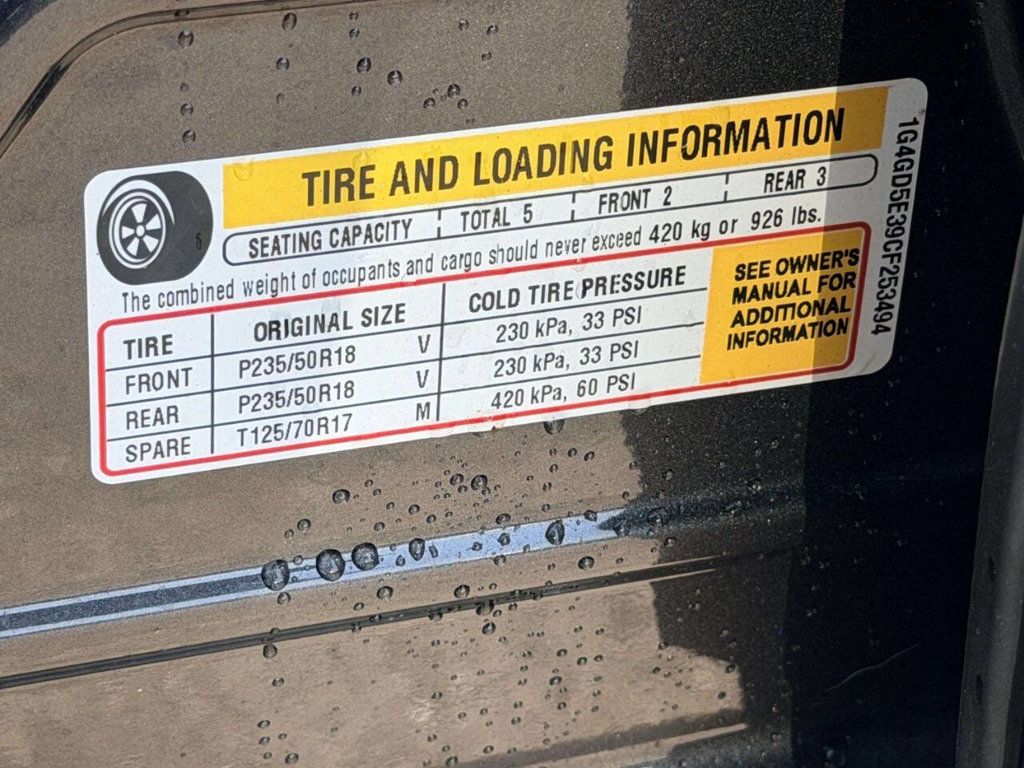 TIRE AND LOADING INFORMATION
SEATING CAPACITY TOTAL 5 FRONT 2 REAR 3
The combined weight of occupants and cargo should never exceed 420 kg or 926 lbs.
TIRE ORIGINAL SIZE COLD TIRE PRESSURE
FRONT P235/50R18 V 230 kPa, 33 PSI
REAR P235/50R18 V 230 kPa, 33 PSI
SPARE T125/70R17 M 420 kPa, 60 PSI
SEE OWNER'S
MANUAL FOR
ADDITIONAL
INFORMATION
1G4GD5E39CF253494